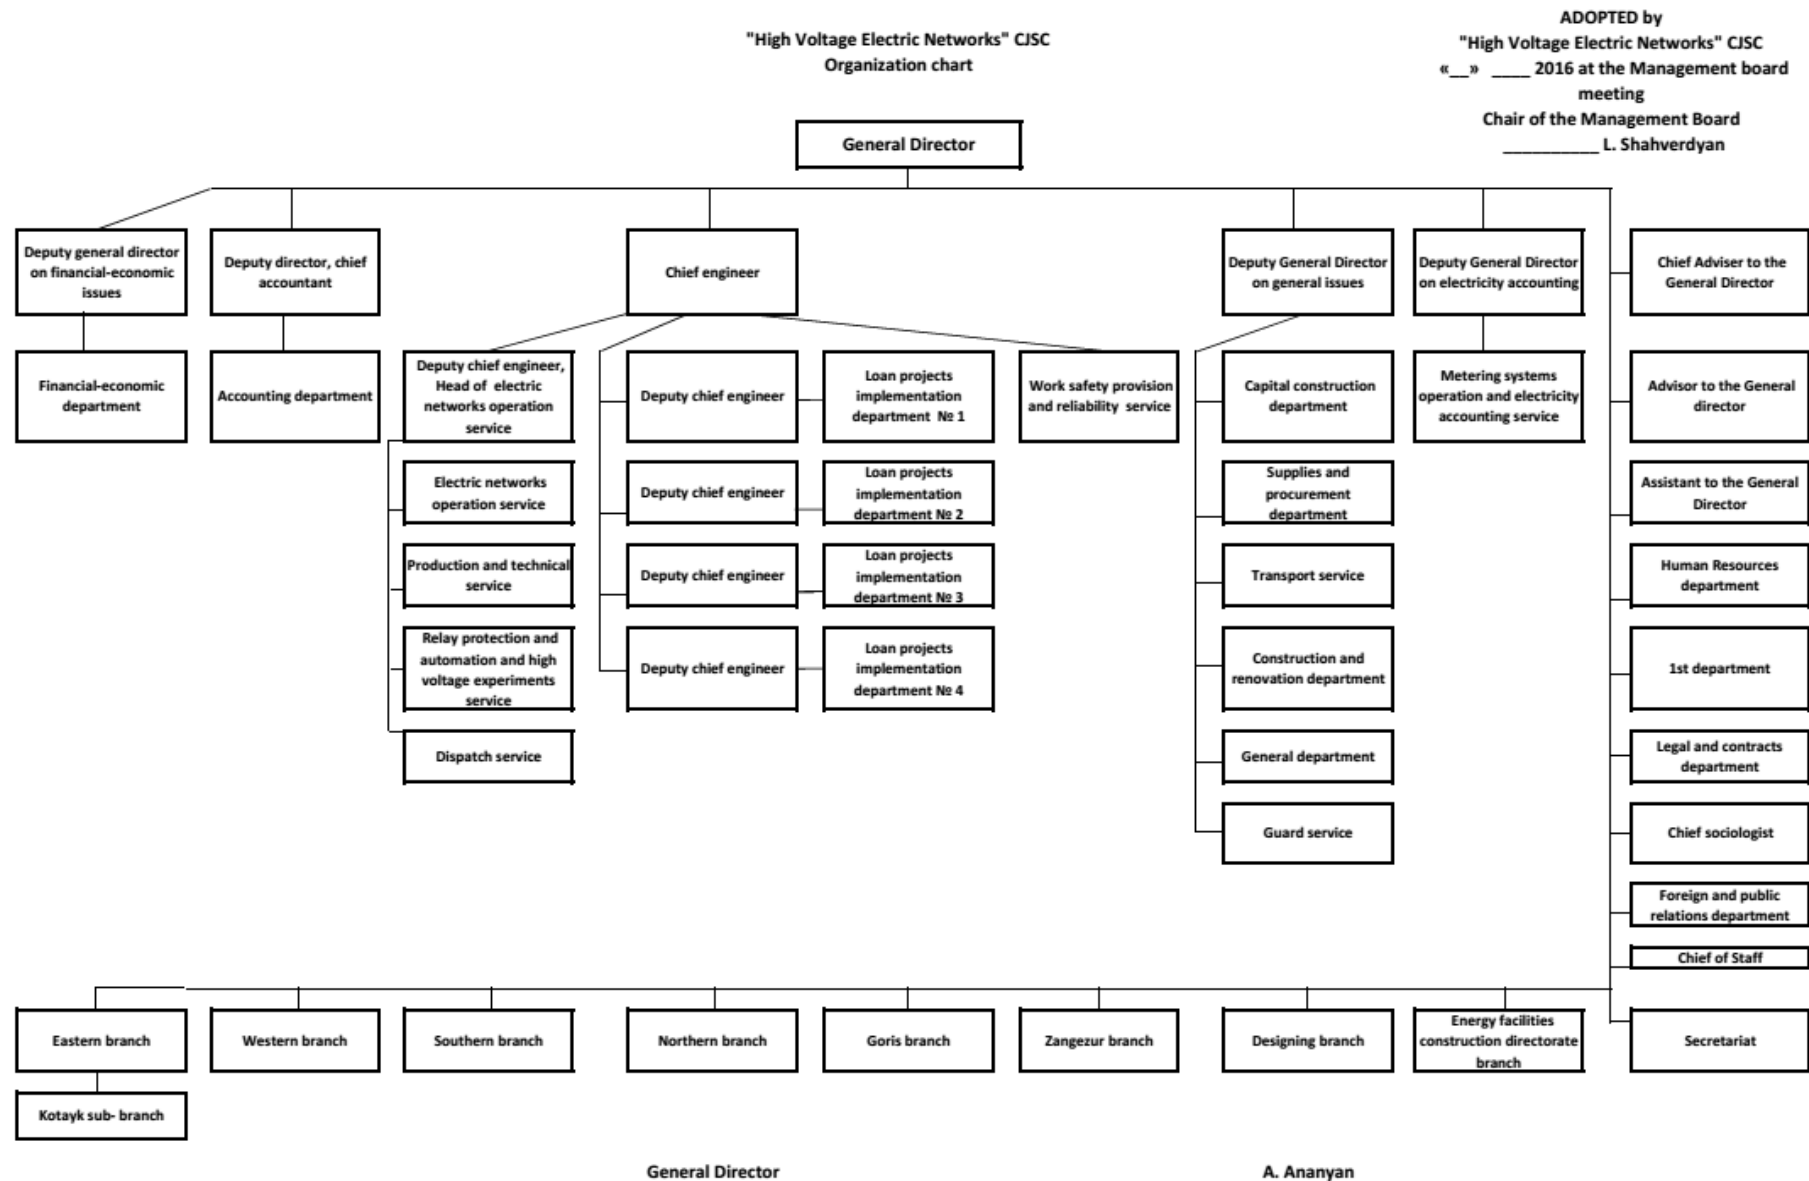 "High Voltage Electric Networks" CJSC
Organization chart
ADOPTED by
"High Voltage Electric Networks" CJSC
«__» ____ 2016 at the Management board
meeting
Chair of the Management Board
__________ L. Shahverdyan
General Director
Deputy general director
on financial-economic
issues
Deputy director, chief
accountant
Chief engineer
Deputy General Director
on general issues
Deputy General Director
on electricity accounting
Chief Adviser to the
General Director
Financial-economic
department
Accounting department
Deputy chief engineer,
Head of electric
networks operation
service
Deputy chief engineer
Loan projects
implementation
department № 1
Work safety provision
and reliability service
Capital construction
department
Metering systems
operation and electricity
accounting service
Advisor to the General
director
Electric networks
operation service
Deputy chief engineer
Loan projects
implementation
department № 2
Supplies and
procurement
department
Assistant to the General
Director
Production and technical
service
Deputy chief engineer
Loan projects
implementation
department № 3
Transport service
Human Resources
department
Relay protection and
automation and high
voltage experiments
service
Deputy chief engineer
Loan projects
implementation
department № 4
Construction and
renovation department
1st department
Dispatch service
General department
Legal and contracts
department
Guard service
Chief sociologist
Foreign and public
relations department
Chief of Staff
Eastern branch
Western branch
Southern branch
Northern branch
Goris branch
Zangezur branch
Designing branch
Energy facilities
construction directorate
branch
Secretariat
Kotayk sub- branch
General Director
A. Ananyan